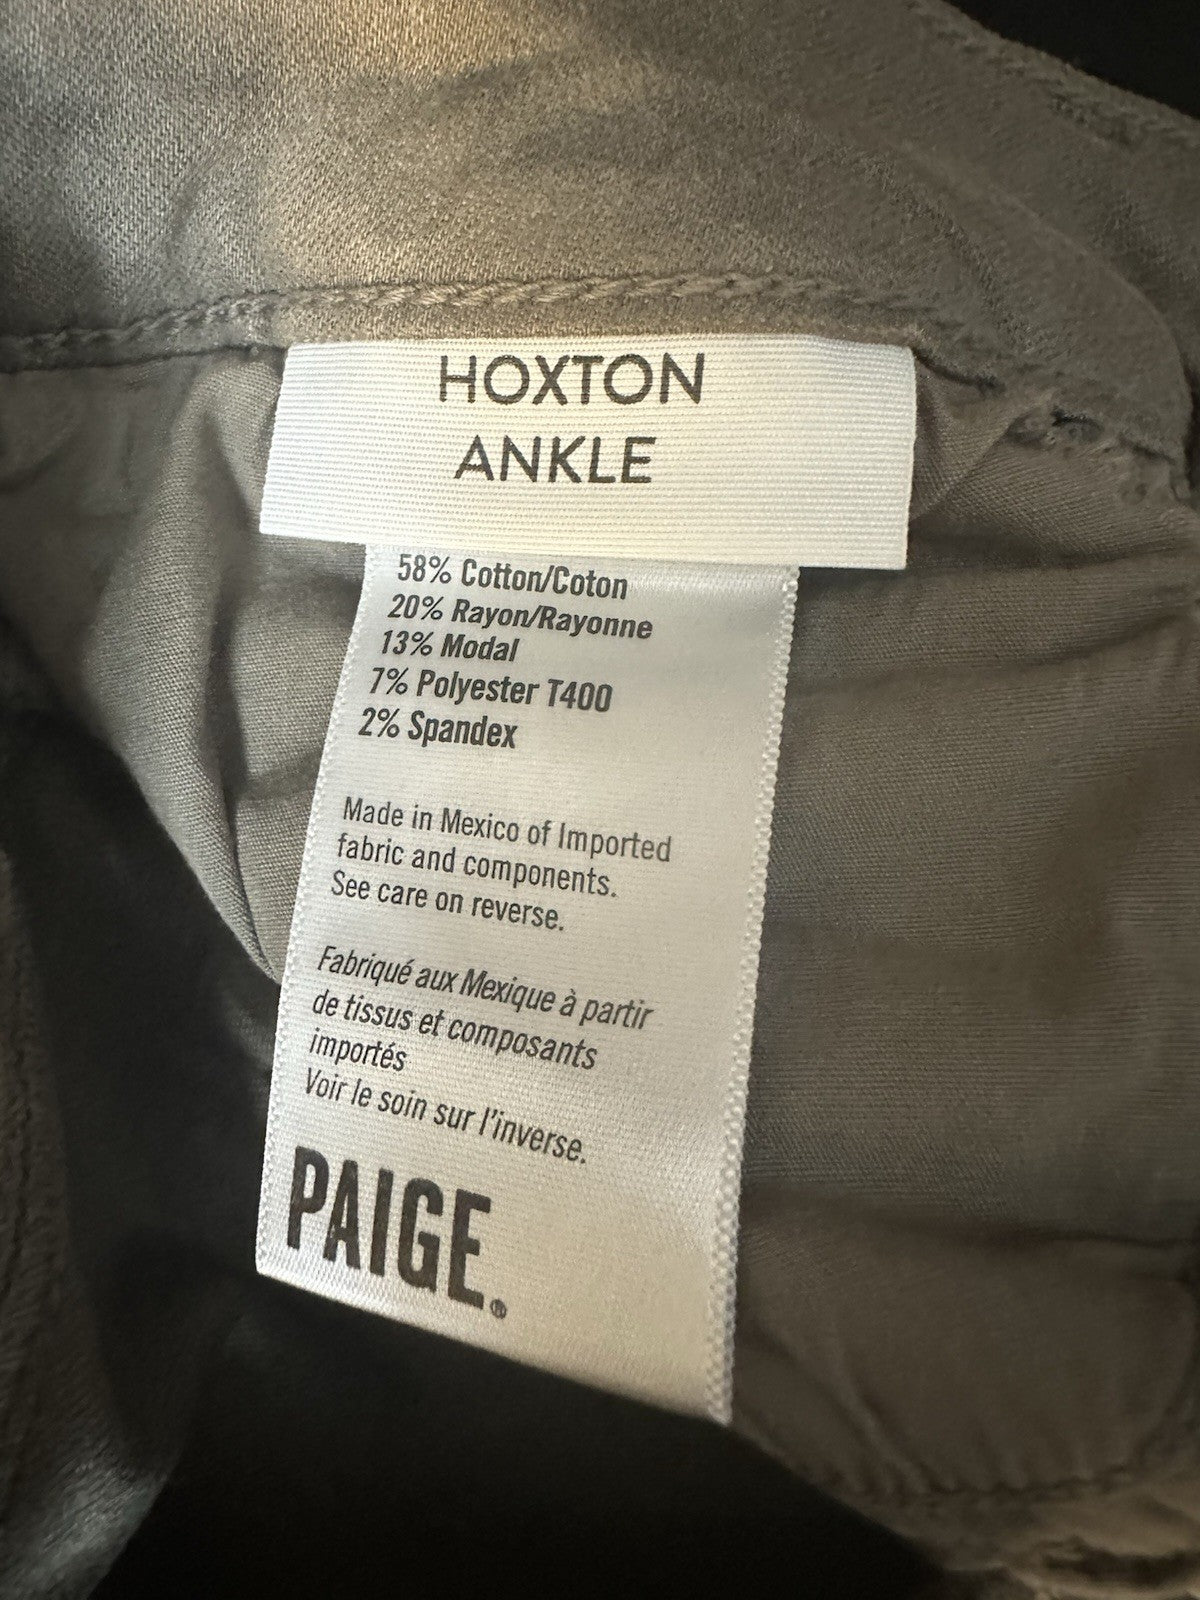 HOXTON
ANKLE
58% Cotton/Coton
20% Rayon/Rayonne
13% Modal
7% Polyester T400
2% Spandex
Made in Mexico of Imported
fabric and components.
See care on reverse.
Fabriqué aux Mexique à partir
de tissus et composants
importés
Voir le soin sur l'inverse.
PAIGE®